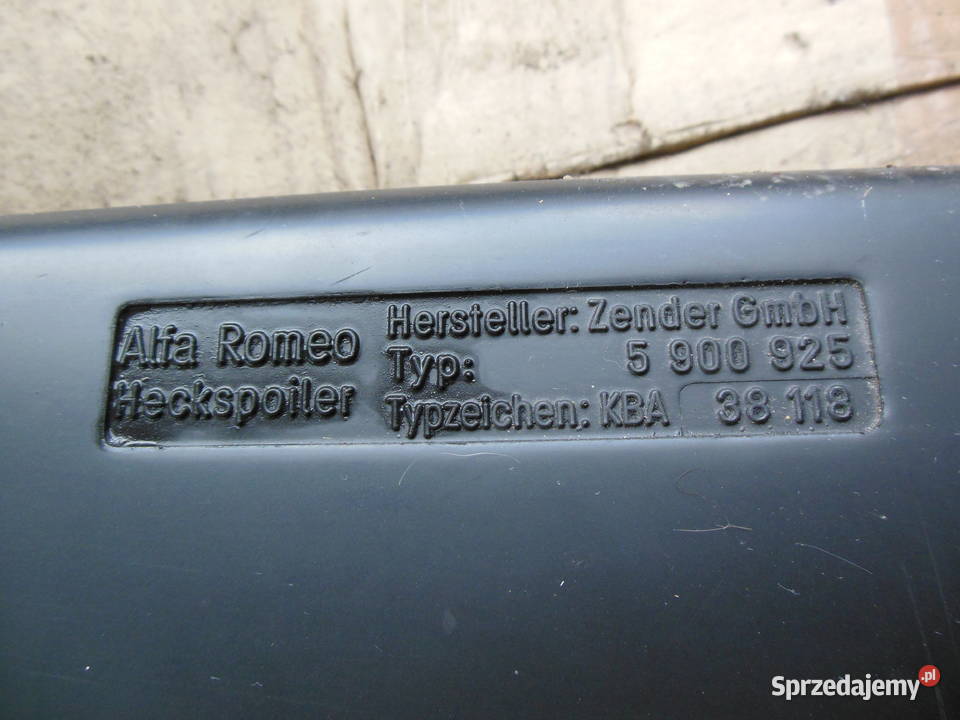 Alfa Romeo
Heckspoiler
Hersteller: Zender GmbH
Typ: 5 900 925
Typzeichen: KBA 38 118
Sprzedajemy.pl